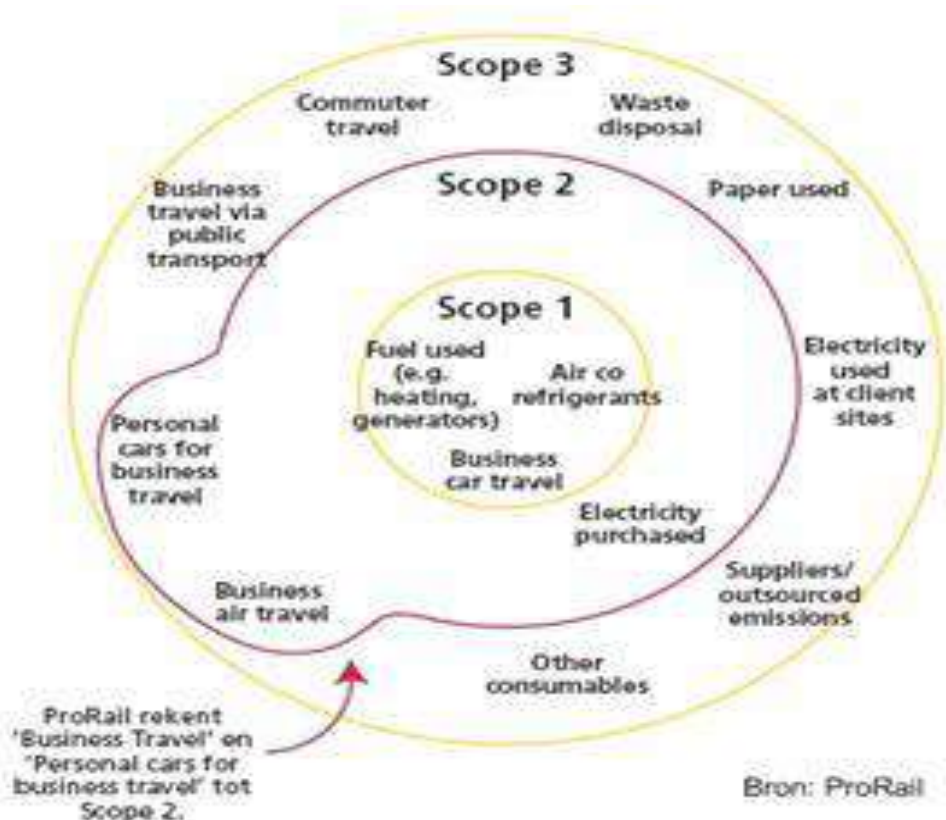 Scope 3
Commuter
travel
Waste
disposal
Business
travel via
public
transport
Scope 2
Paper used
Scope 1
Fuel used
(e.g.
heating,
generators)
Air co
refrigerants
Business
car travel
Electricity
used
at client
sites
Personal
cars for
business
travel
Electricity
purchased
Business
air travel
Suppliers/
outsourced
emissions
Other
consumables
ProRail rekent
'Business Travel' en
'Personal cars for
business travel' tot
Scope 2.
Bron: ProRail